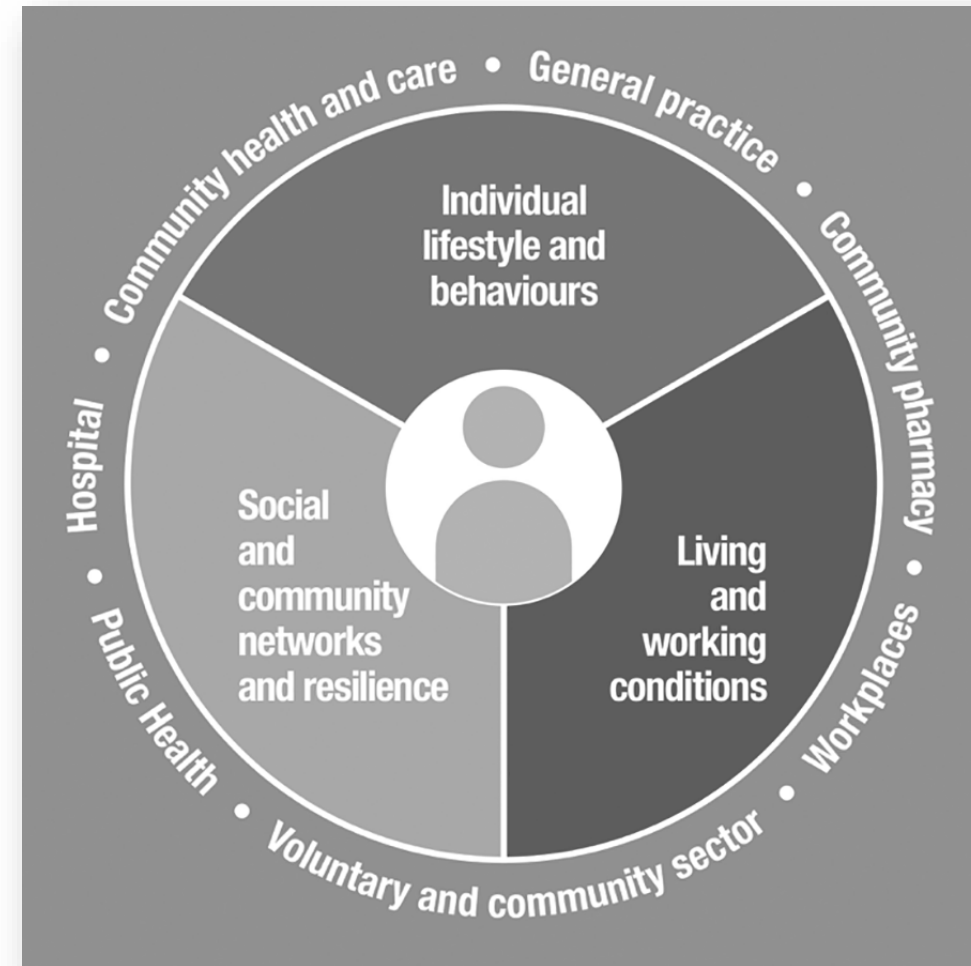 Community health and care • General practice • Community pharmacy • Workplaces • Voluntary and community sector • Public Health • Hospital •
Individual
lifestyle and
behaviours
Social
and
community
networks
and resilience
Living
and
working
conditions